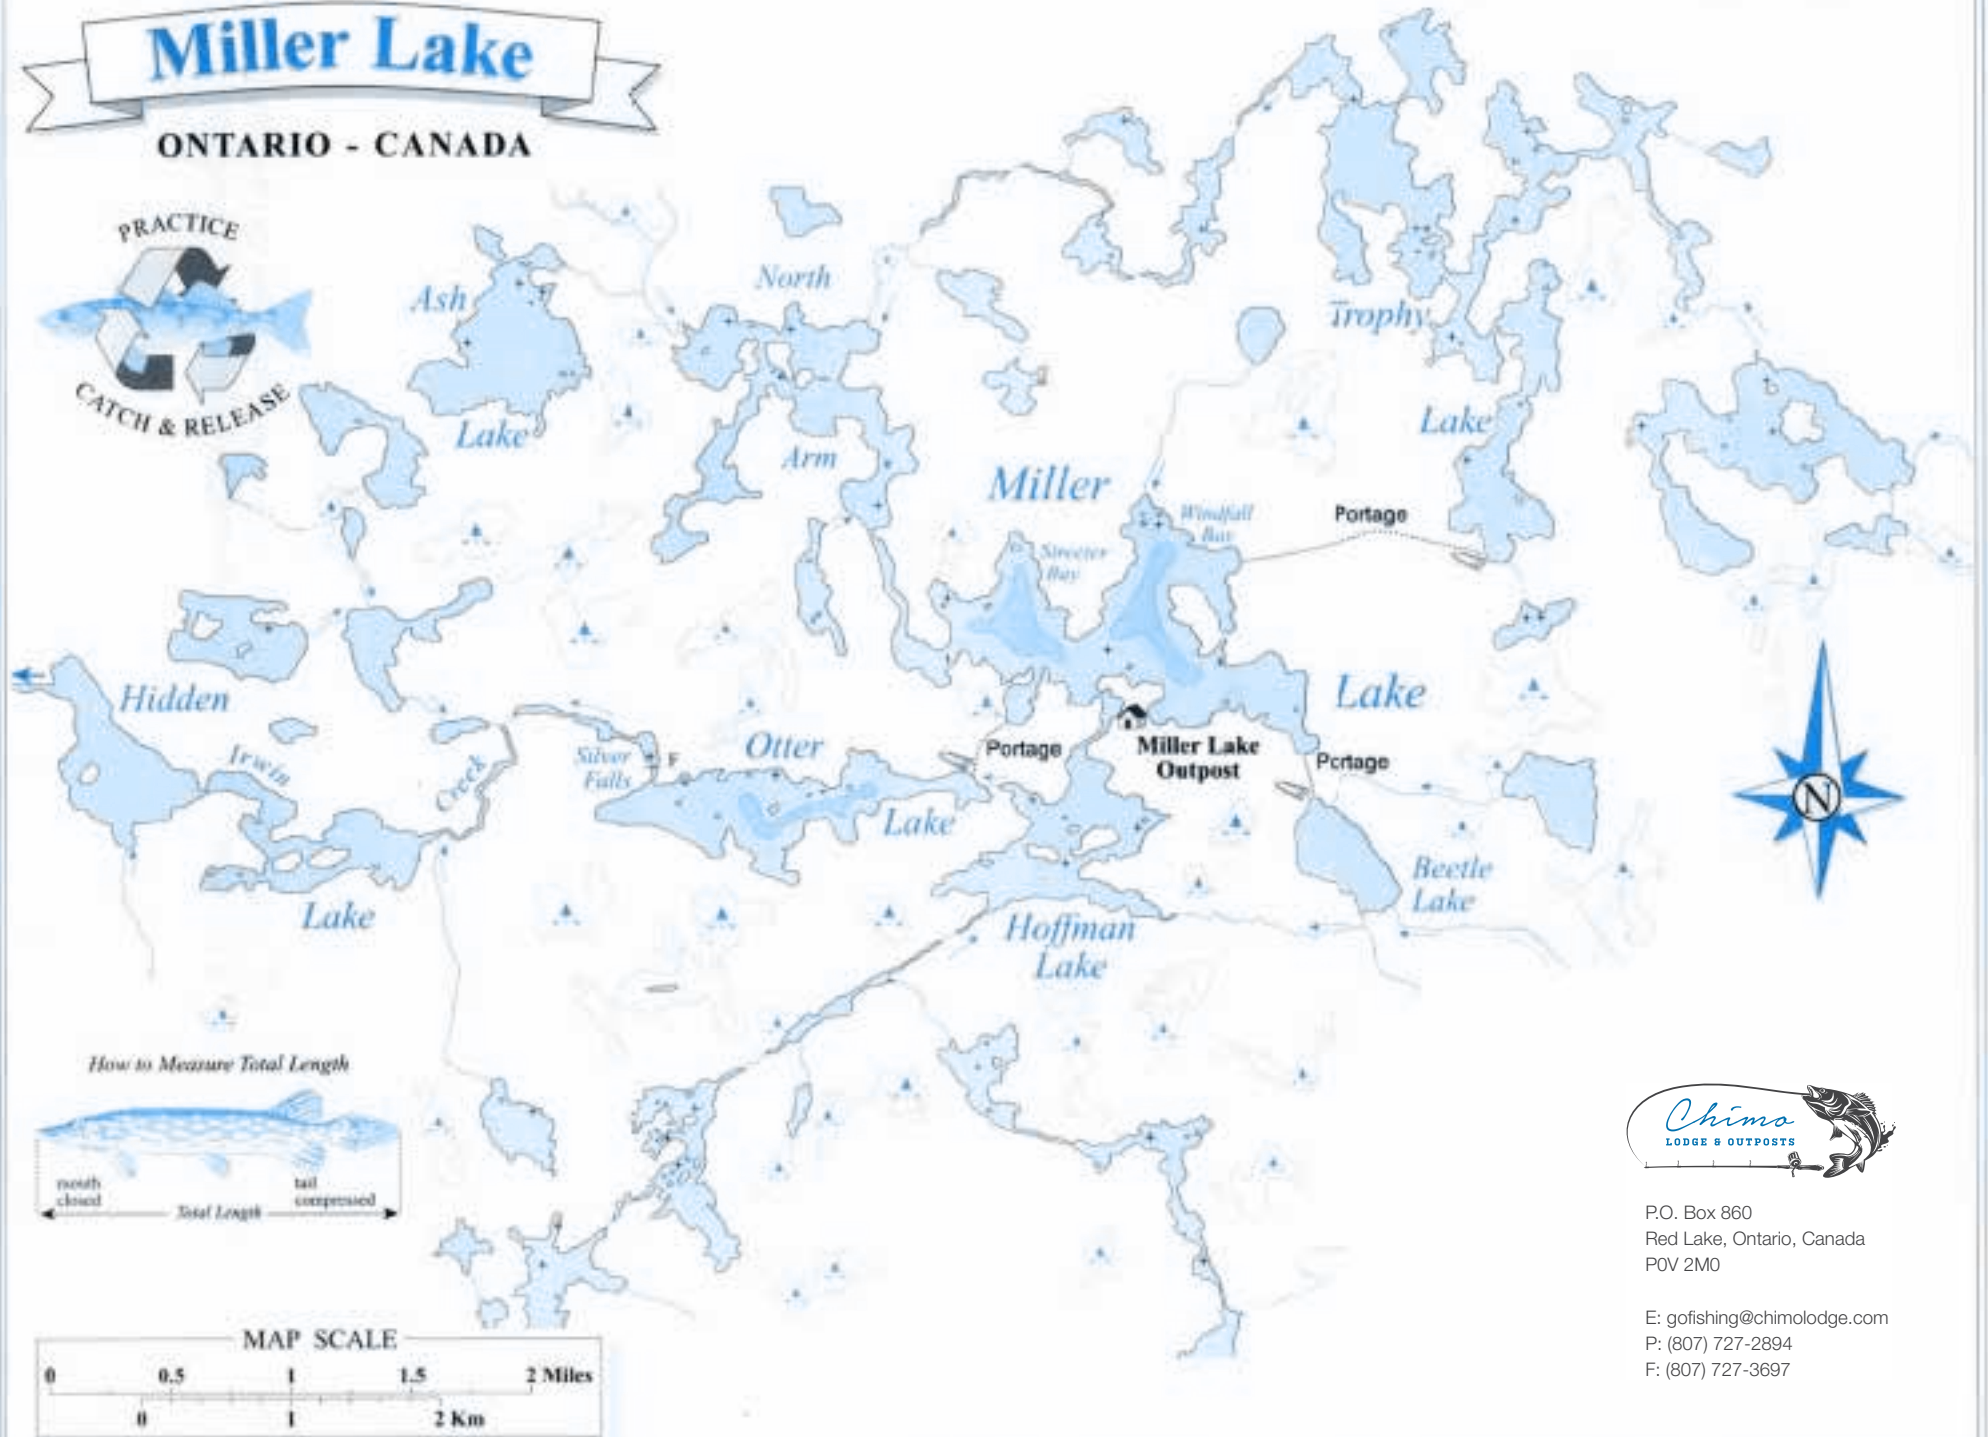 Miller Lake
ONTARIO - CANADA
PRACTICE
CATCH & RELEASE
Ash
Lake
North
Arm
Trophy
Lake
Miller
Lake
Windfall
Bay
Streeter
Bay
Portage
Hidden
Irwin
Lake
Creek
Silver
Falls
F
Otter
Lake
Portage
Miller Lake
Outpost
Portage
Beetle
Lake
Hoffman
Lake
N
How to Measure Total Length
mouth
closed
tail
compressed
Total Length
MAP SCALE
0 0.5 1 1.5 2 Miles
0 1 2 Km
Chimo
LODGE & OUTPOSTS
P.O. Box 860
Red Lake, Ontario, Canada
P0V 2M0
E: gofishing@chimolodge.com
P: (807) 727-2894
F: (807) 727-3697